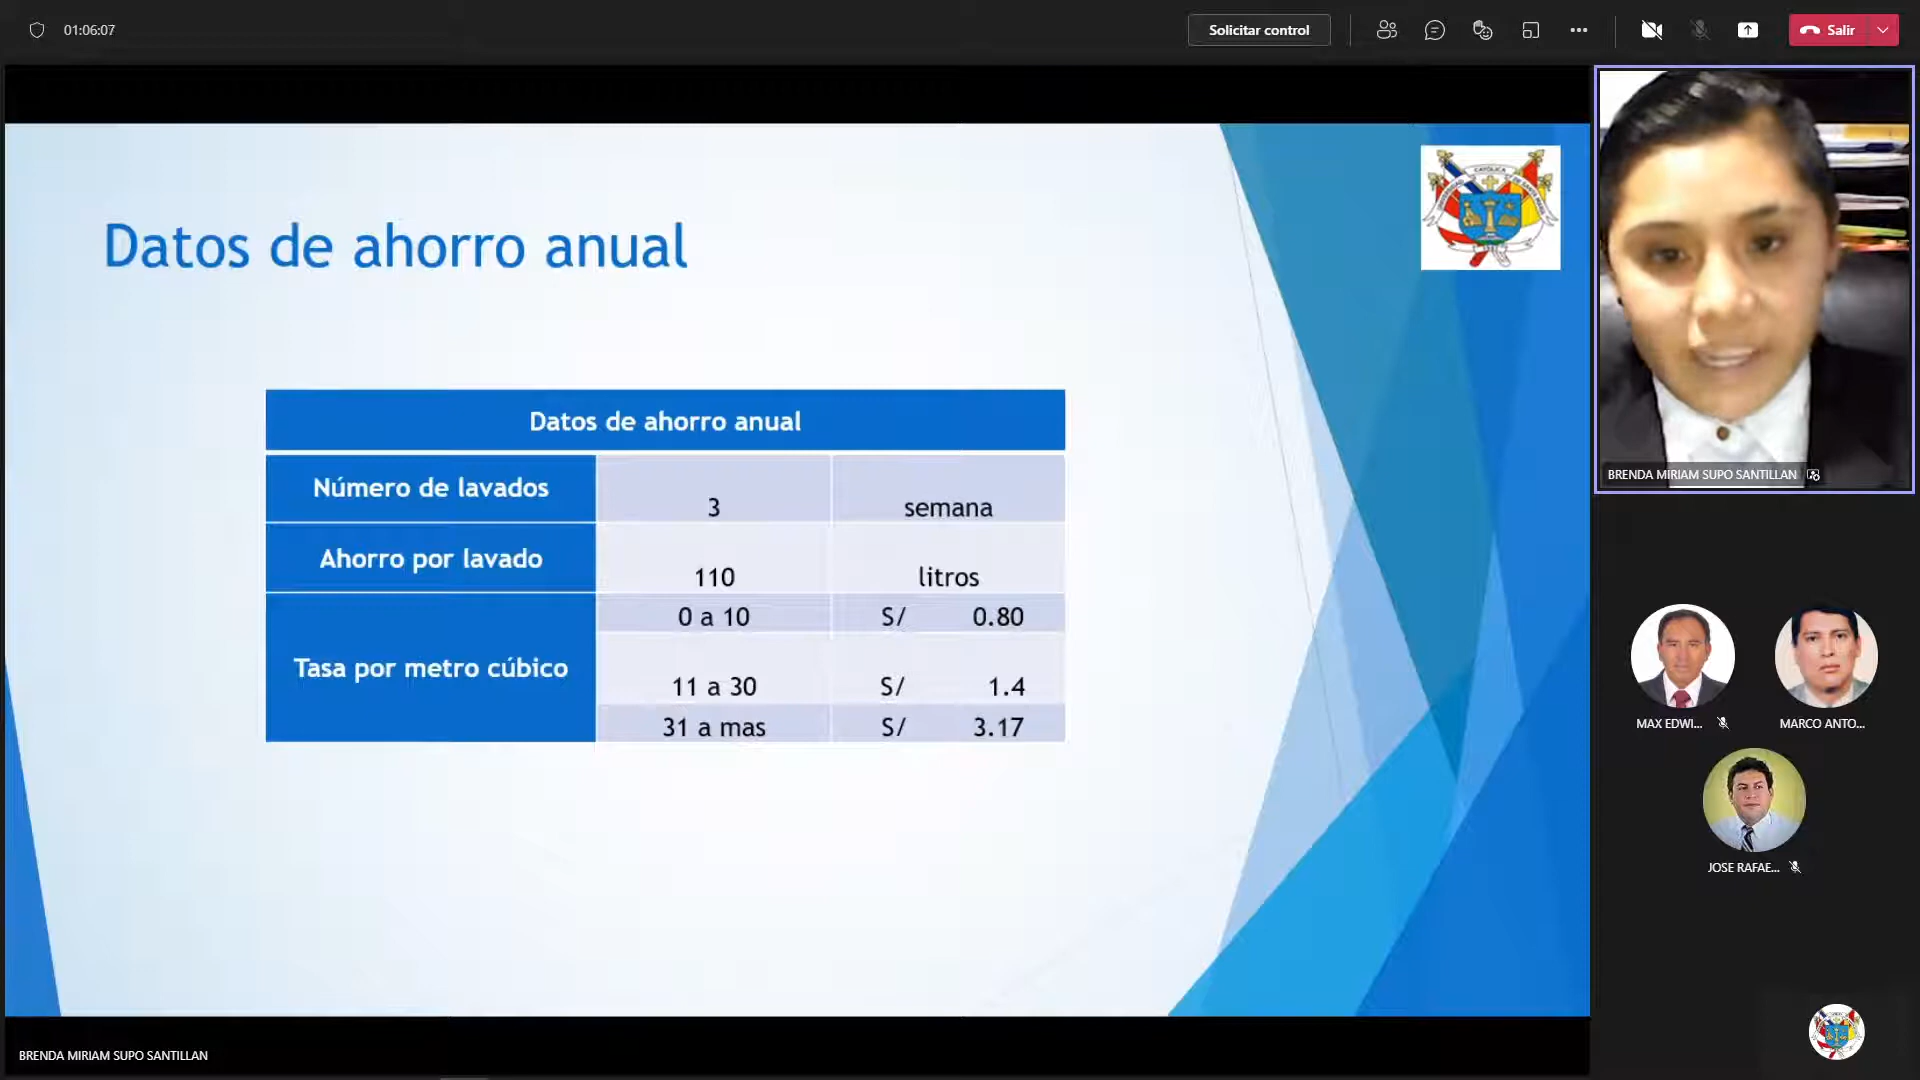 01:06:07
Solicitar control
Salir
Datos de ahorro anual
Datos de ahorro anual
Número de lavados 3 semana
Ahorro por lavado 110 litros
Tasa por metro cúbico
0 a 10 S/ 0.80
11 a 30 S/ 1.4
31 a mas S/ 3.17
BRENDA MIRIAM SUPO SANTILLAN
MAX EDWI...
MARCO ANTO...
JOSE RAFAE...
BRENDA MIRIAM SUPO SANTILLAN